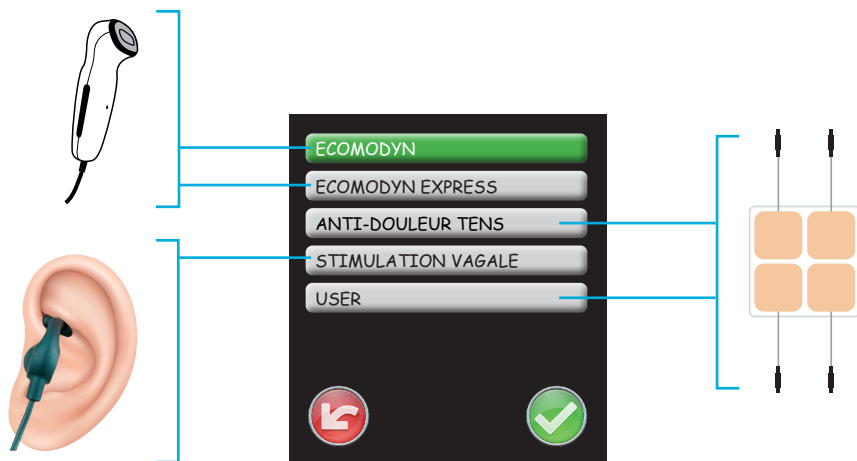 ECOMODYN
ECOMODYN EXPRESS
ANTI-DOULEUR TENS
STIMULATION VAGALE
USER